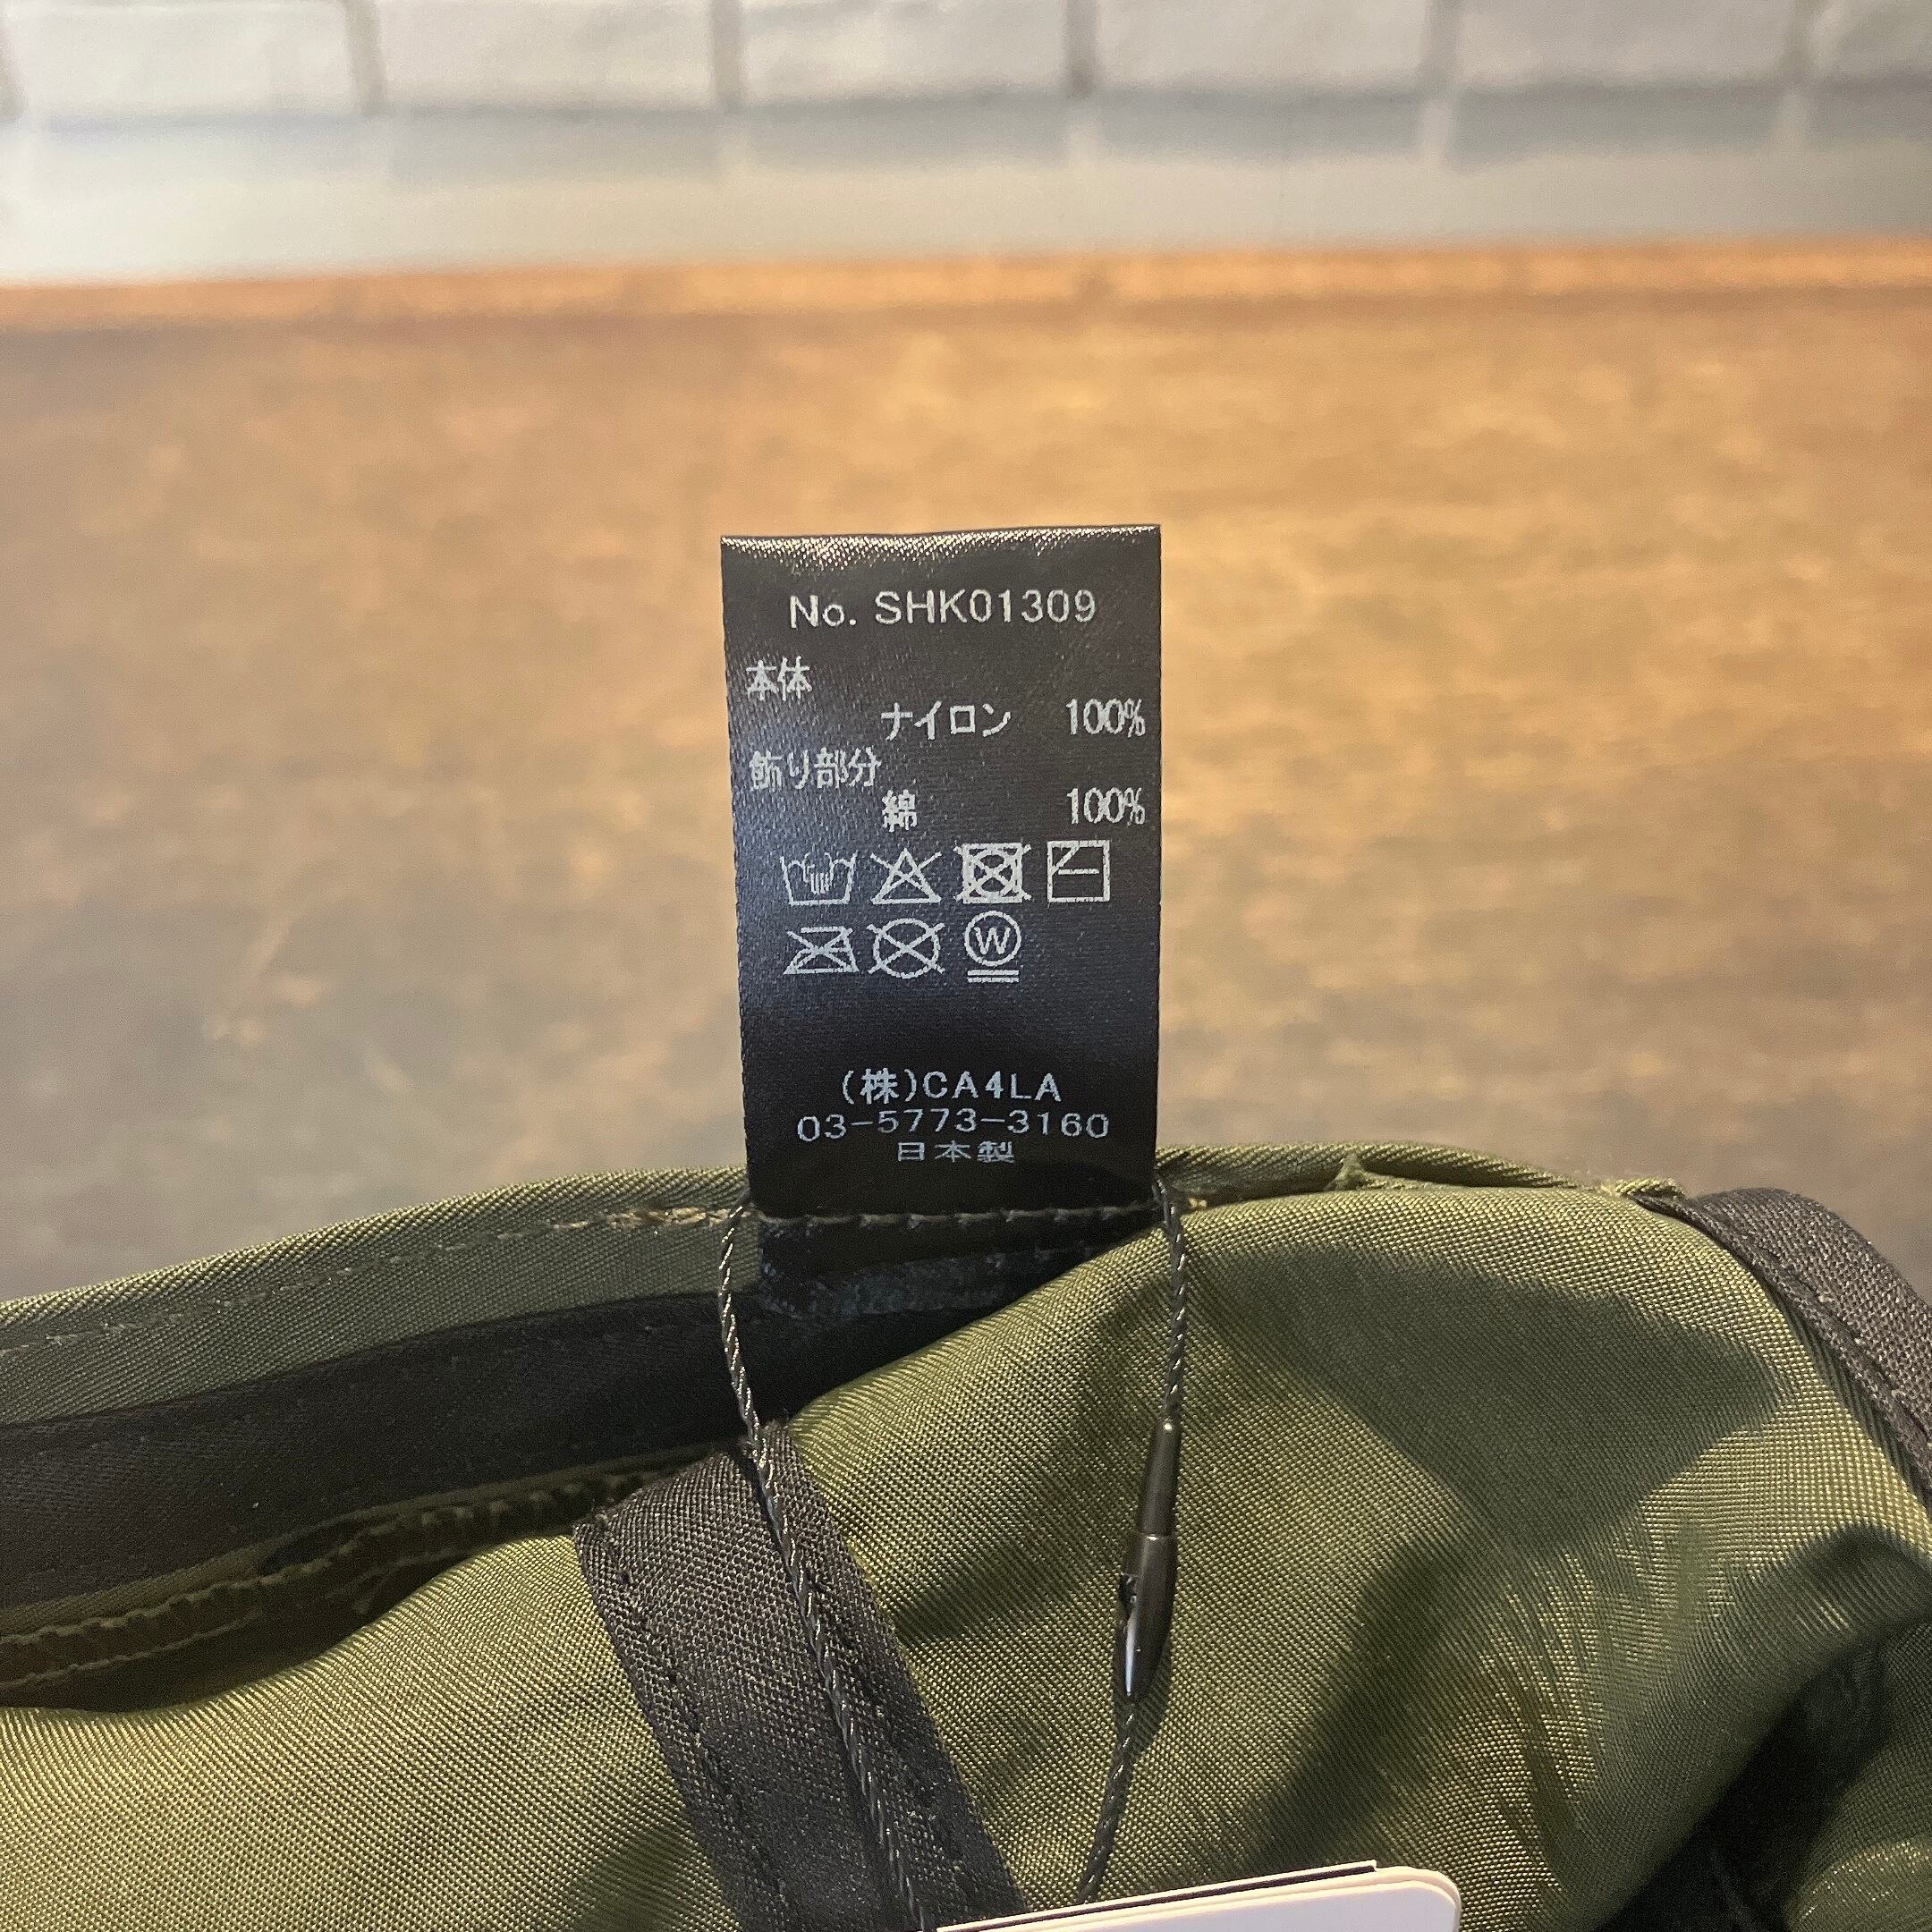 No. SHK01309
本体
ナイロン 100%
飾り部分
綿 100%
W
(株)CA4LA
03-5773-3160
日本製